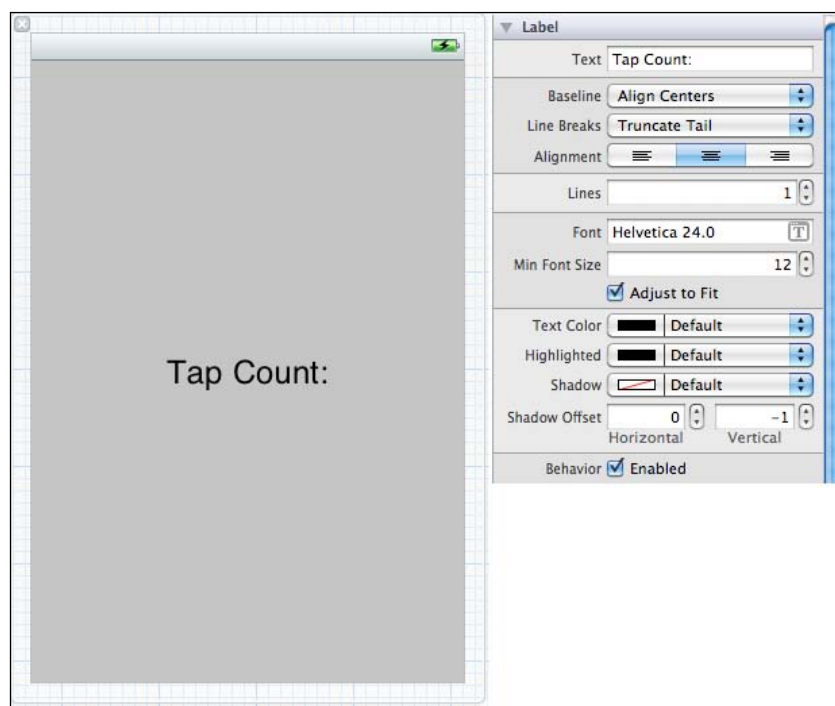 Tap Count:
Label
Text Tap Count:
Baseline Align Centers
Line Breaks Truncate Tail
Alignment
Lines 1
Font Helvetica 24.0 T
Min Font Size 12
Adjust to Fit
Text Color Default
Highlighted Default
Shadow Default
Shadow Offset 0 -1
Horizontal Vertical
Behavior Enabled